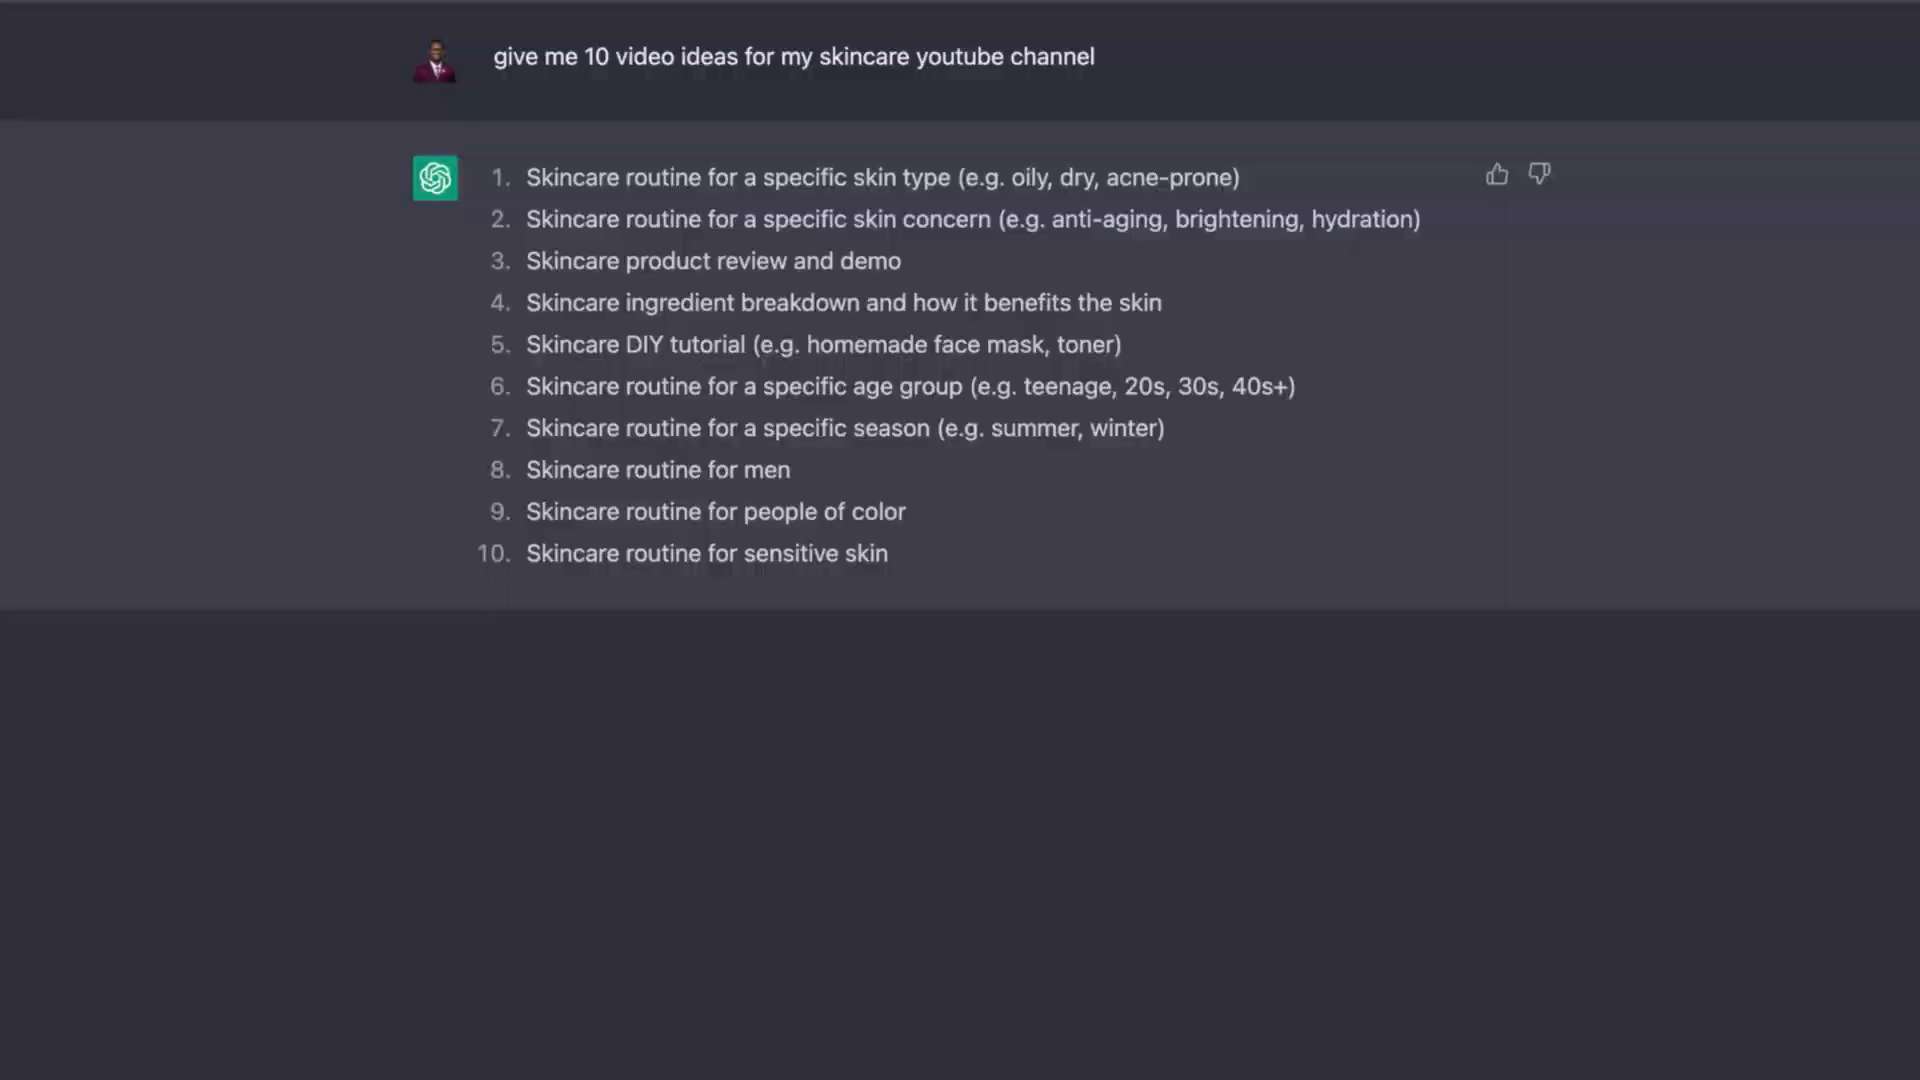 give me 10 video ideas for my skincare youtube channel
1. Skincare routine for a specific skin type (e.g. oily, dry, acne-prone)
2. Skincare routine for a specific skin concern (e.g. anti-aging, brightening, hydration)
3. Skincare product review and demo
4. Skincare ingredient breakdown and how it benefits the skin
5. Skincare DIY tutorial (e.g. homemade face mask, toner)
6. Skincare routine for a specific age group (e.g. teenage, 20s, 30s, 40s+)
7. Skincare routine for a specific season (e.g. summer, winter)
8. Skincare routine for men
9. Skincare routine for people of color
10. Skincare routine for sensitive skin